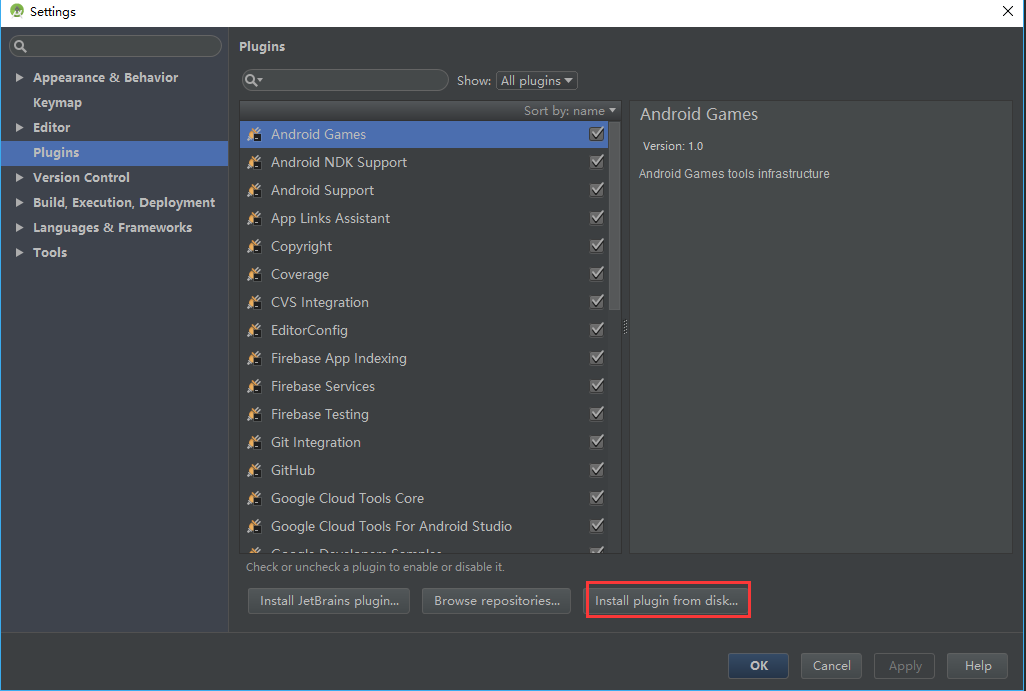 Settings
Appearance & Behavior
Keymap
Editor
Plugins
Version Control
Build, Execution, Deployment
Languages & Frameworks
Tools
Plugins
Show: All plugins
Sort by: name
Android Games
Android NDK Support
Android Support
App Links Assistant
Copyright
Coverage
CVS Integration
EditorConfig
Firebase App Indexing
Firebase Services
Firebase Testing
Git Integration
GitHub
Google Cloud Tools Core
Google Cloud Tools For Android Studio
Google Developers Samples
Check or uncheck a plugin to enable or disable it.
Install JetBrains plugin... Browse repositories... Install plugin from disk...
Android Games
Version: 1.0
Android Games tools infrastructure
OK Cancel Apply Help